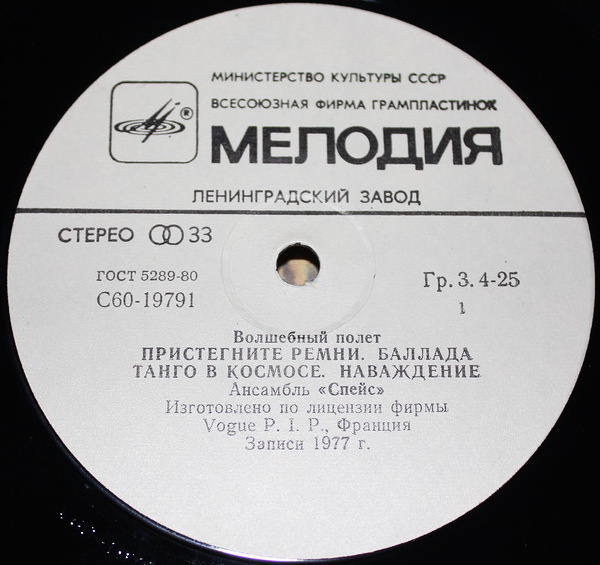 МИНИСТЕРСТВО КУЛЬТУРЫ СССР
ВСЕСОЮЗНАЯ ФИРМА ГРАМПЛАСТИНОК
®
МЕЛОДИЯ
ЛЕНИНГРАДСКИЙ ЗАВОД
СТЕРЕО 33
ГОСТ 5289-80
С60-19791
Гр. 3. 4-25
1
Волшебный полет
ПРИСТЕГНИТЕ РЕМНИ. БАЛЛАДА
ТАНГО В КОСМОСЕ. НАВАЖДЕНИЕ
Ансамбль «Спейс»
Изготовлено по лицензии фирмы
Vogue P. I. P., Франция
Записи 1977 г.